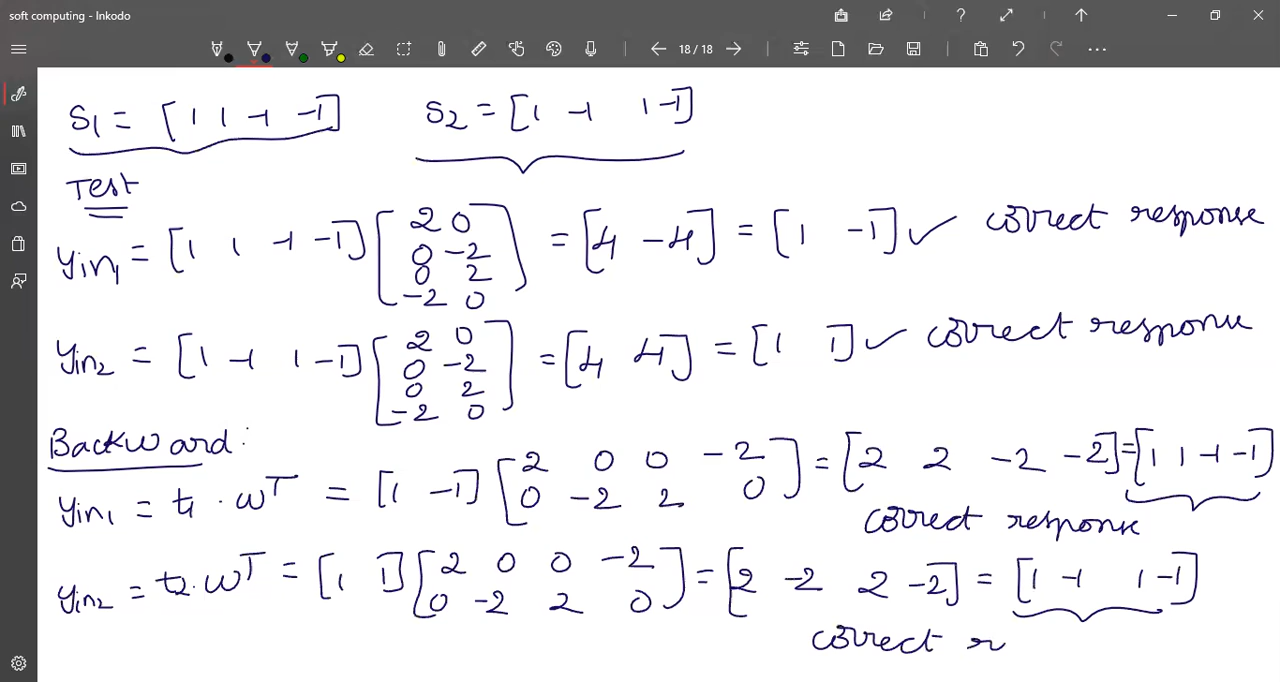 soft computing - Inkodo
18 / 18
S1 = [1 1 -1 -1] S2 = [1 -1 1 -1]
Test
yin1 = [1 1 -1 -1] [2 0 = [4 -4] = [1 -1] ✓ correct response
0 -2
0 2
-2 0]
yin2 = [1 -1 1 -1] [2 0 = [4 4] = [1 1] ✓ correct response
0 -2
0 2
-2 0]
Backward :
yin1 = t1 . wT = [1 -1] [2 0 0 -2 = [2 2 -2 -2] = [1 1 -1 -1]
0 -2 2 0]
correct response
yin2 = t2 . wT = [1 1] [2 0 0 -2 = [2 -2 2 -2] = [1 -1 1 -1]
0 -2 2 0]
correct r